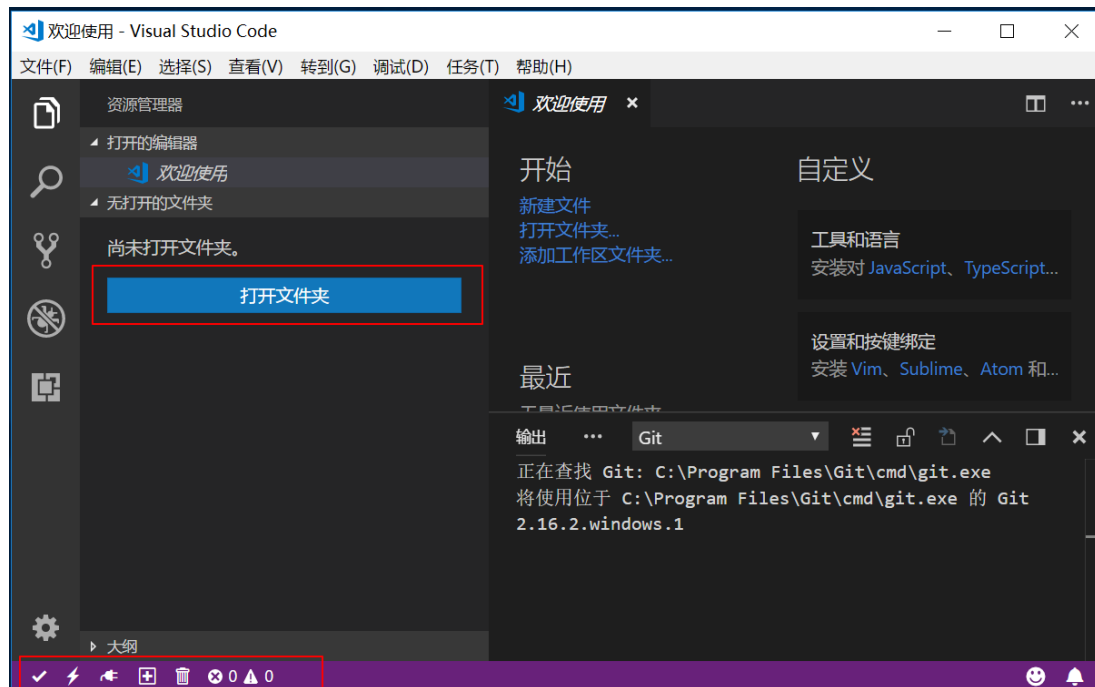 欢迎使用 - Visual Studio Code
文件(F) 编辑(E) 选择(S) 查看(V) 转到(G) 调试(D) 任务(T) 帮助(H)
资源管理器
打开的编辑器
欢迎使用
无打开的文件夹
尚未打开文件夹。
打开文件夹
大纲
欢迎使用
开始
新建文件
打开文件夹...
添加工作区文件夹...
最近
自定义
工具和语言
安装对 JavaScript、TypeScript...
设置和按键绑定
安装 Vim、Sublime、Atom 和...
输出 Git
正在查找 Git: C:\Program Files\Git\cmd\git.exe
将使用位于 C:\Program Files\Git\cmd\git.exe 的 Git
2.16.2.windows.1
0 0